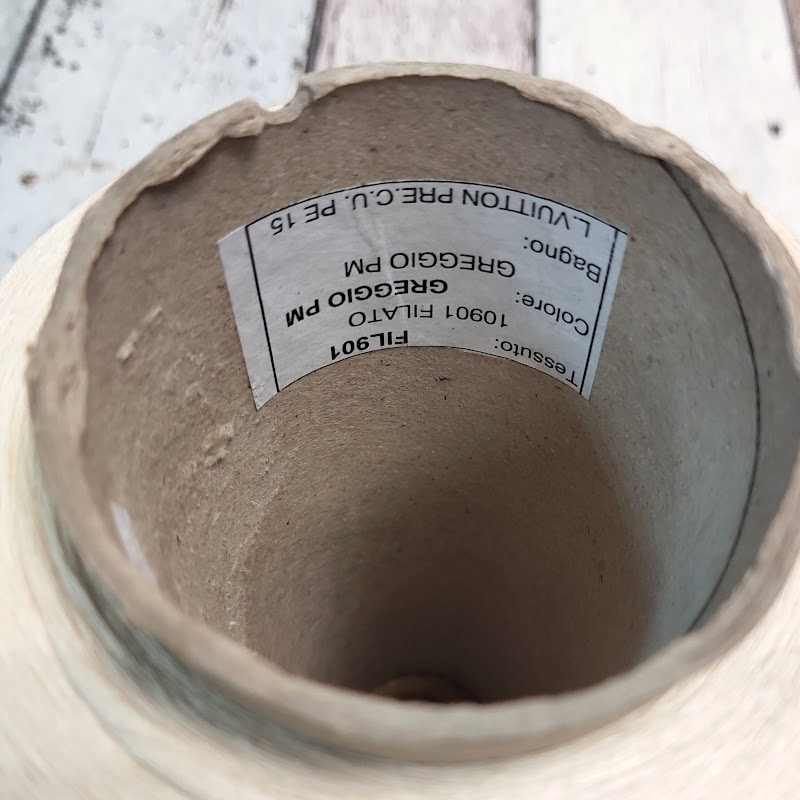 Tessuto: FIL901
10901 FILATO
Colore: GREGGIO PM
GREGGIO PM
Bagno:
L.VUITTON PRE.C.U. PE 15